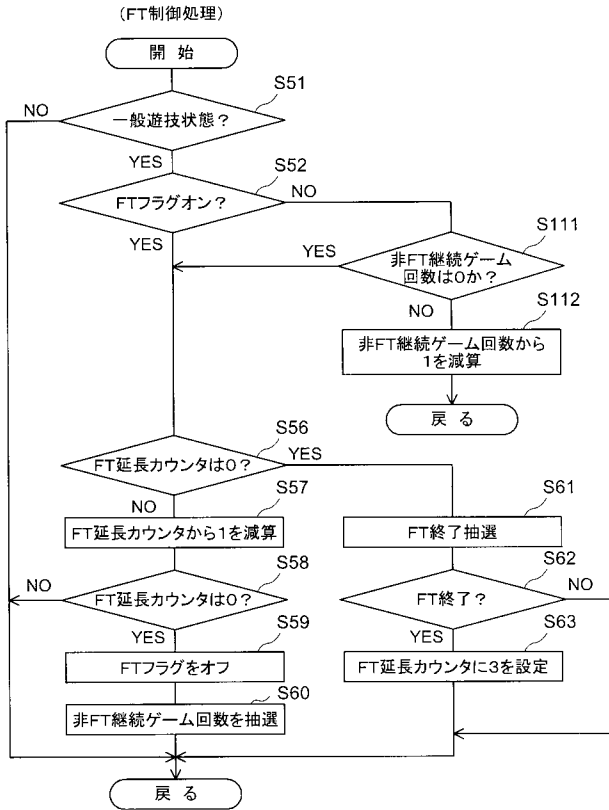 (FT制御処理)
開 始
S51
NO
一般遊技状態?
YES
S52
FTフラグオン?
NO
YES
S111
YES
非FT継続ゲーム
回数は0か?
NO
S112
非FT継続ゲーム回数から
1を減算
戻 る
S56
FT延長カウンタは0?
YES
NO
S57
FT延長カウンタから1を減算
S61
FT終了抽選
S58
NO
FT延長カウンタは0?
YES
S62
FT終了?
NO
YES
S59
FTフラグをオフ
S63
FT延長カウンタに3を設定
S60
非FT継続ゲーム回数を抽選
戻 る